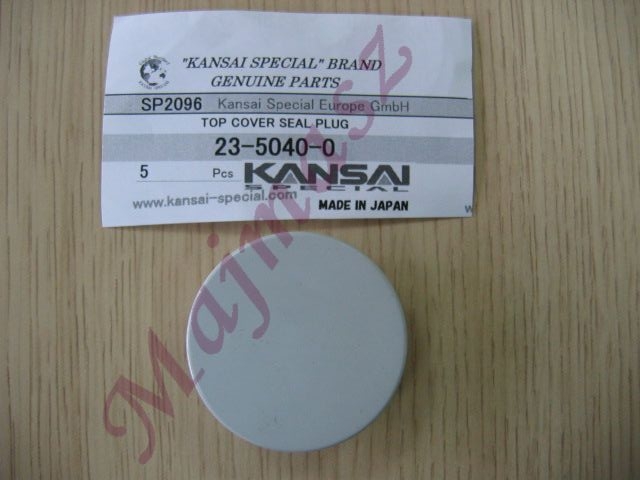 "KANSAI SPECIAL" BRAND
GENUINE PARTS
SP2096 Kansai Special Europe GmbH
TOP COVER SEAL PLUG
23-5040-0
5 Pcs KANSAI
SPECIAL
www.kansai-special.com MADE IN JAPAN w
Majmasz